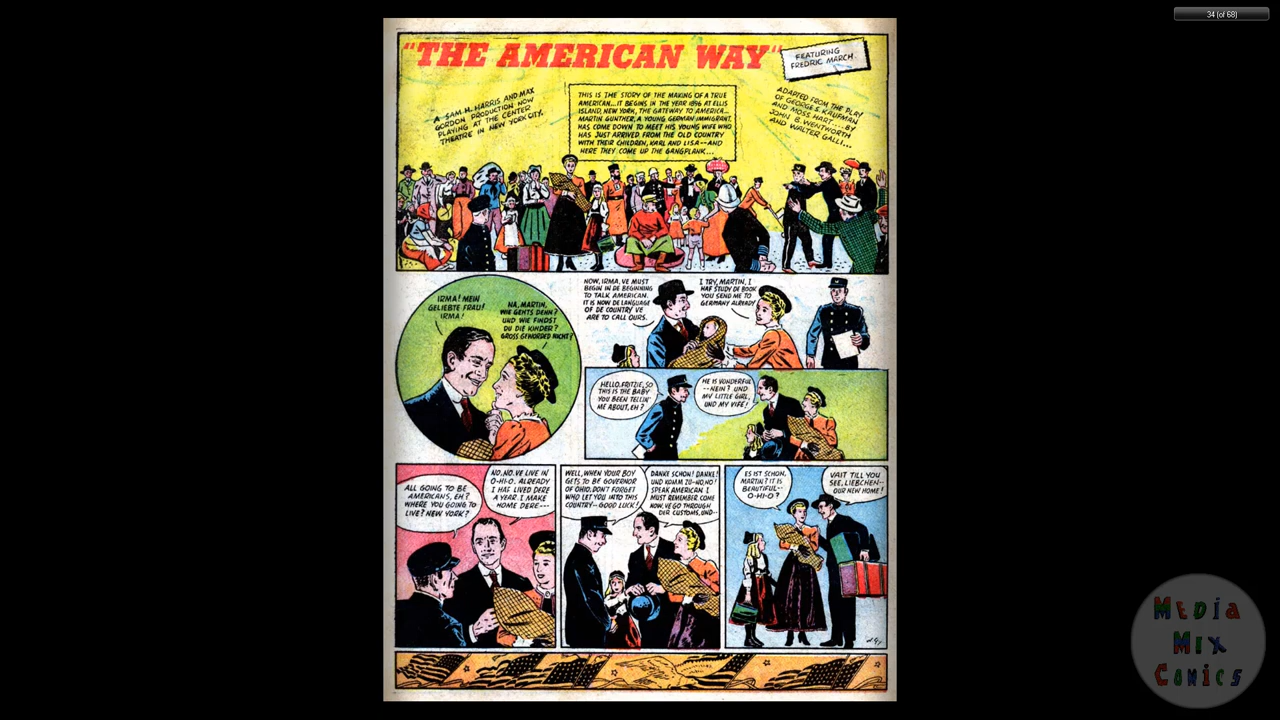 34 (of 68)
"THE AMERICAN WAY"
FEATURING
FREDRIC MARCH.
A SAM H. HARRIS AND MAX
GORDON PRODUCTION NOW
PLAYING AT THE CENTER
THEATRE IN NEW YORK CITY.
THIS IS THE STORY OF THE MAKING OF A TRUE
AMERICAN...IT BEGINS IN THE YEAR 1896 AT ELLIS
ISLAND, NEW YORK, THE GATEWAY TO AMERICA...
MARTIN GUNTHER, A YOUNG GERMAN IMMIGRANT,
HAS COME DOWN TO MEET HIS YOUNG WIFE WHO
HAS JUST ARRIVED FROM THE OLD COUNTRY
WITH THEIR CHILDREN, KARL AND LISA--AND
HERE THEY COME UP THE GANGPLANK...
ADAPTED FROM THE PLAY
OF GEORGE S. KAUFMAN
AND MOSS HART.....BY
JOHN B. WENTWORTH
AND WALTER GALLI...
IRMA! MEIN
GELIEBTE FRAU!
IRMA!
NA, MARTIN,
WIE GEHTS DENN?
UND WIE FINDST
DU DIE KINDER?
GROSS GEWORDED NICHT?
NOW, IRMA, VE MUST
BEGIN IN DE BEGINNING
TO TALK AMERICAN.
IT IS NOW DE LANGUAGE
OF DE COUNTRY VE
ARE TO CALL OURS.
I TRY, MARTIN, I
HAF STUDY DE BOOK
YOU SEND ME TO
GERMANY ALREADY
HELLO, FRITZIE, SO
THIS IS THE BABY
YOU BEEN TELLIN'
ME ABOUT, EH?
HE IS VONDERFUL
--NEIN? UND
MY LITTLE GIRL,
UND MY VIFE!
ALL GOING TO BE
AMERICANS, EH?
WHERE YOU GOING TO
LIVE? NEW YORK?
NO, NO. VE LIVE IN
O-HI-O. ALREADY
I HAF LIVED DERE
A YEAR. I MAKE
HOME DERE---
WELL, WHEN YOUR BOY
GETS TO BE GOVERNOR
OF OHIO, DON'T FORGET
WHO LET YOU INTO THIS
COUNTRY--GOOD LUCK!
DANKE SCHON! DANKE!
UND KOMM ZU-NO, NO!
SPEAK AMERICAN I
MUST REMEMBER. COME
NOW. VE GO THROUGH
DER CUSTOMS, UND--
ES IST SCHON,
MARTIN? IT IS
BEAUTIFUL--
O-HI-O?
VAIT TILL YOU
SEE, LIEBCHEN--
OUR NEW HOME!
MEDIA
MIX
COMICS